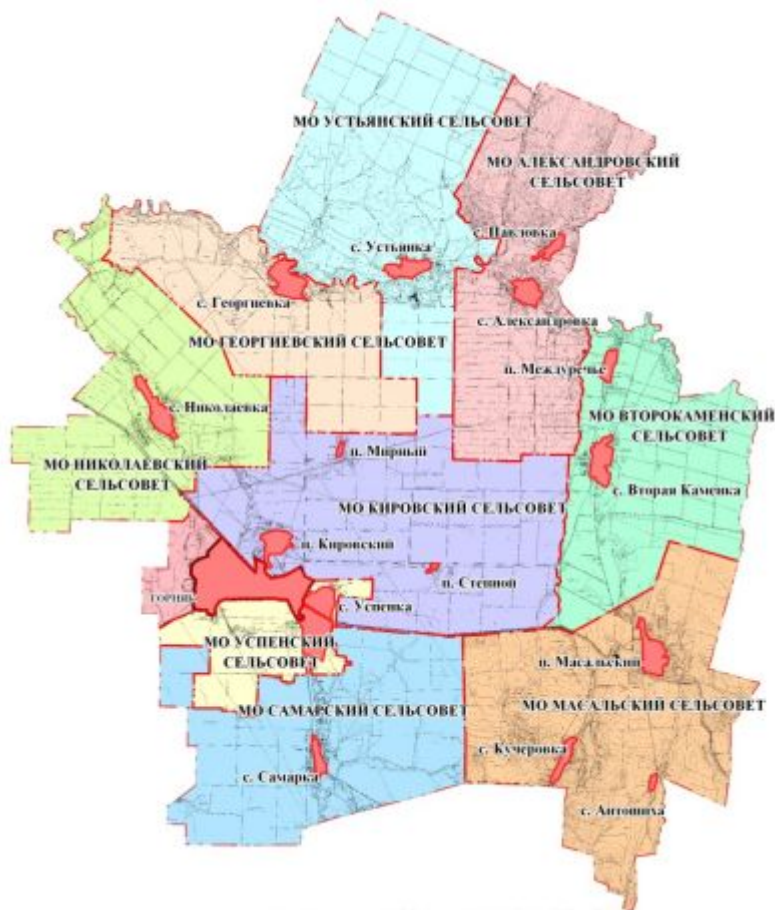 МО УСТЬЯНСКИЙ СЕЛЬСОВЕТ
МО АЛЕКСАНДРОВСКИЙ
СЕЛЬСОВЕТ
с. Павловка
с. Устьянка
с. Георгиевка
с. Александровка
МО ГЕОРГИЕВСКИЙ СЕЛЬСОВЕТ
п. Междуречье
с. Николаевка
МО ВТОРОКАМЕНСКИЙ
СЕЛЬСОВЕТ
п. Мирный
МО НИКОЛАЕВСКИЙ
СЕЛЬСОВЕТ
с. Вторая Каменка
МО КИРОВСКИЙ СЕЛЬСОВЕТ
п. Кировский
п. Степной
ГОРНЯК
с. Успенка
МО УСПЕНСКИЙ
СЕЛЬСОВЕТ
п. Масальский
МО САМАРСКИЙ СЕЛЬСОВЕТ
МО МАСАЛЬСКИЙ СЕЛЬСОВЕТ
с. Кучеровка
с. Самарка
с. Антошиха